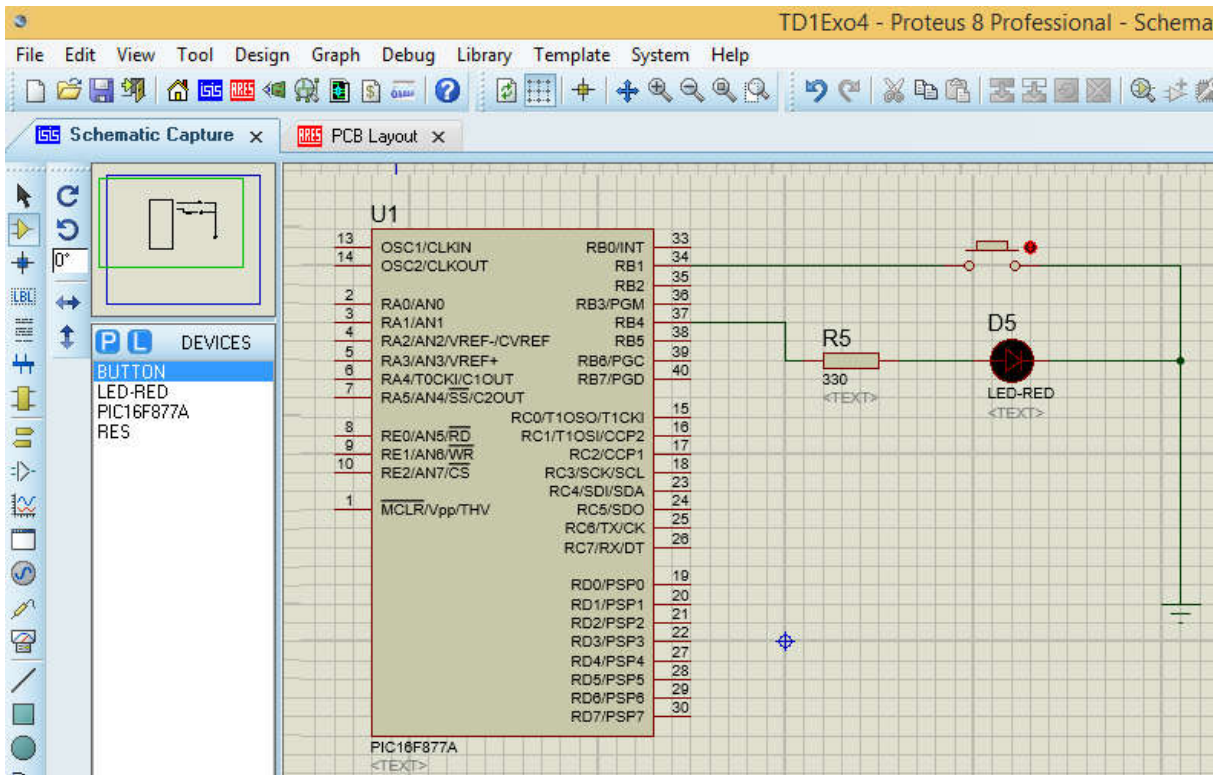 TD1Exo4 - Proteus 8 Professional - Schema
File Edit View Tool Design Graph Debug Library Template System Help
isis ARES
isis Schematic Capture x ARES PCB Layout x
0°
LBL
P L DEVICES
BUTTON
LED-RED
PIC16F877A
RES
U1
13 OSC1/CLKIN
14 OSC2/CLKOUT
2 RA0/AN0
3 RA1/AN1
4 RA2/AN2/VREF-/CVREF
5 RA3/AN3/VREF+
6 RA4/T0CKI/C1OUT
7 RA5/AN4/SS/C2OUT
8 RE0/AN5/RD
9 RE1/AN6/WR
10 RE2/AN7/CS
1 MCLR/Vpp/THV
RB0/INT 33
RB1 34
RB2 35
RB3/PGM 36
RB4 37
RB5 38
RB6/PGC 39
RB7/PGD 40
RC0/T1OSO/T1CKI 15
RC1/T1OSI/CCP2 16
RC2/CCP1 17
RC3/SCK/SCL 18
RC4/SDI/SDA 23
RC5/SDO 24
RC6/TX/CK 25
RC7/RX/DT 26
RD0/PSP0 19
RD1/PSP1 20
RD2/PSP2 21
RD3/PSP3 22
RD4/PSP4 27
RD5/PSP5 28
RD6/PSP6 29
RD7/PSP7 30
PIC16F877A
<TEXT>
R5
330
<TEXT>
D5
LED-RED
<TEXT>